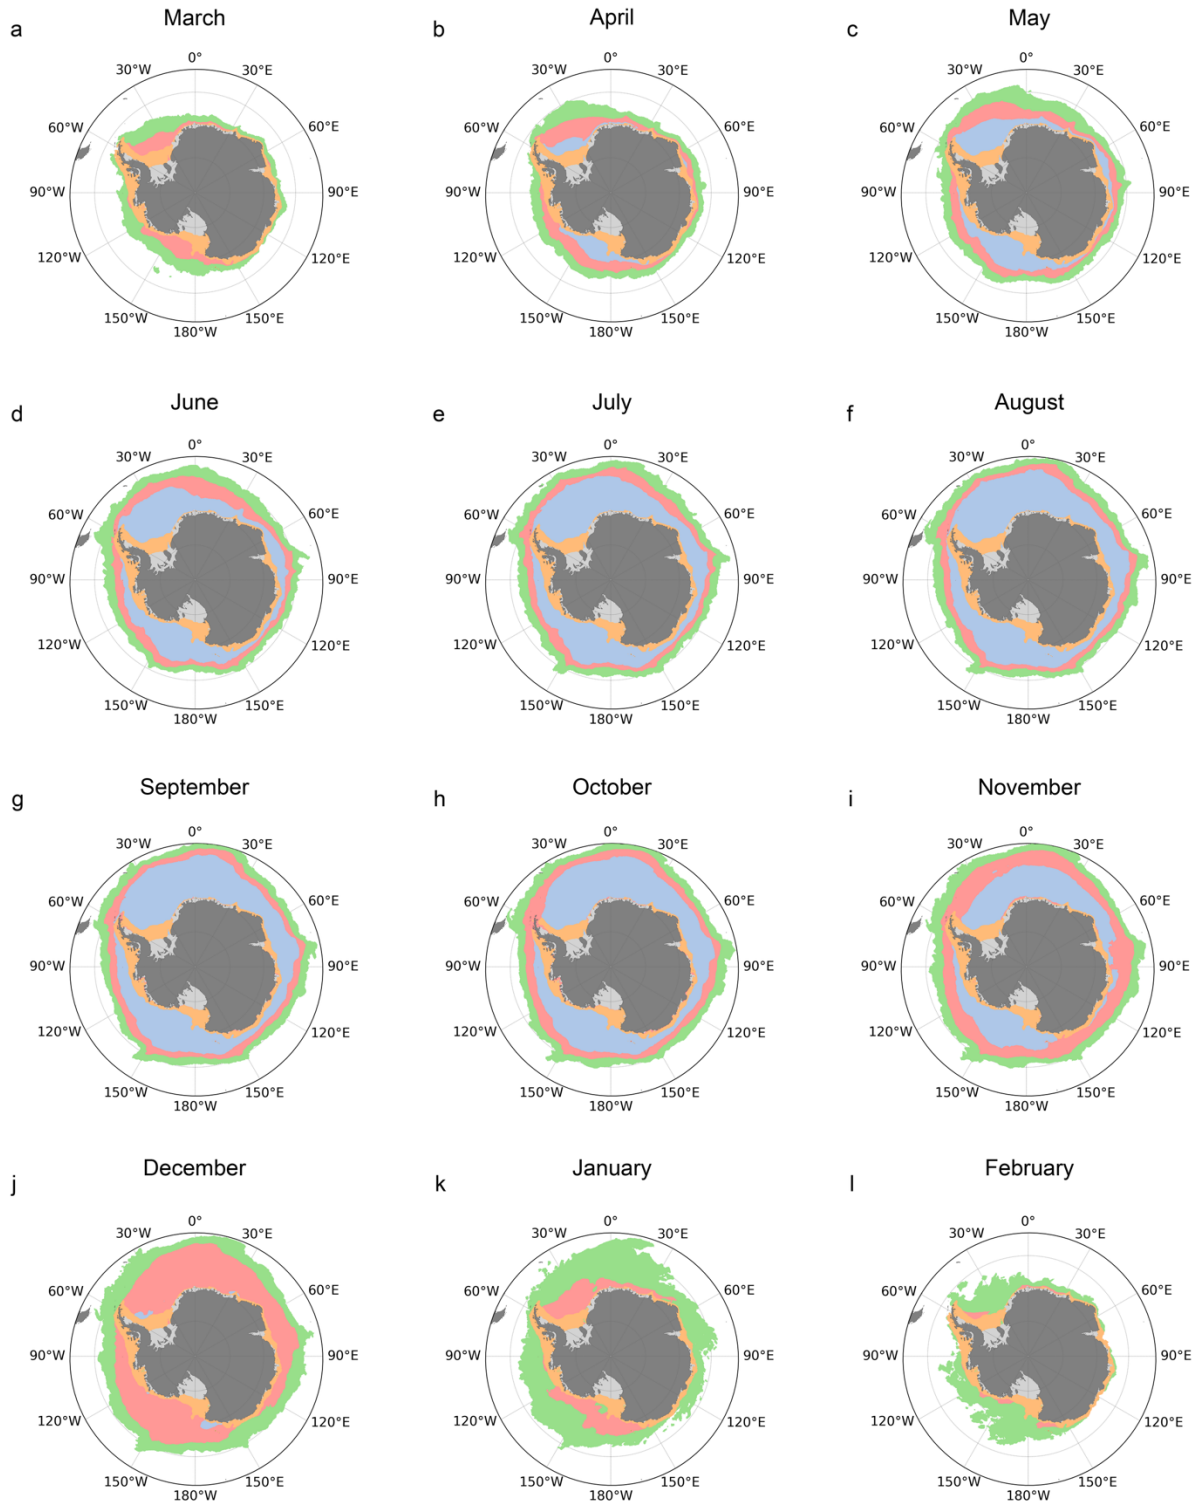 March
April
May
a
b
c
0°
0°
0°
30°W
30°E
30°W
30°E
30°W
30°E
60°W
60°E
60°W
60°E
60°W
60°E
90°W
90°E
90°W
90°E
90°W
90°E
120°W
120°E
120°W
120°E
120°W
120°E
150°W
150°E
150°W
150°E
150°W
150°E
180°W
180°W
180°W
June
July
August
d
e
f
0°
0°
0°
30°W
30°E
30°W
30°E
30°W
30°E
60°W
60°E
60°W
60°E
60°W
60°E
90°W
90°E
90°W
90°E
90°W
90°E
120°W
120°E
120°W
120°E
120°W
120°E
150°W
150°E
150°W
150°E
150°W
150°E
180°W
180°W
180°W
September
October
November
g
h
i
0°
0°
0°
30°W
30°E
30°W
30°E
30°W
30°E
60°W
60°E
60°W
60°E
60°W
60°E
90°W
90°E
90°W
90°E
90°W
90°E
120°W
120°E
120°W
120°E
120°W
120°E
150°W
150°E
150°W
150°E
150°W
150°E
180°W
180°W
180°W
December
January
February
j
k
l
0°
0°
0°
30°W
30°E
30°W
30°E
30°W
30°E
60°W
60°E
60°W
60°E
60°W
60°E
90°W
90°E
90°W
90°E
90°W
90°E
120°W
120°E
120°W
120°E
120°W
120°E
150°W
150°E
150°W
150°E
150°W
150°E
180°W
180°W
180°W